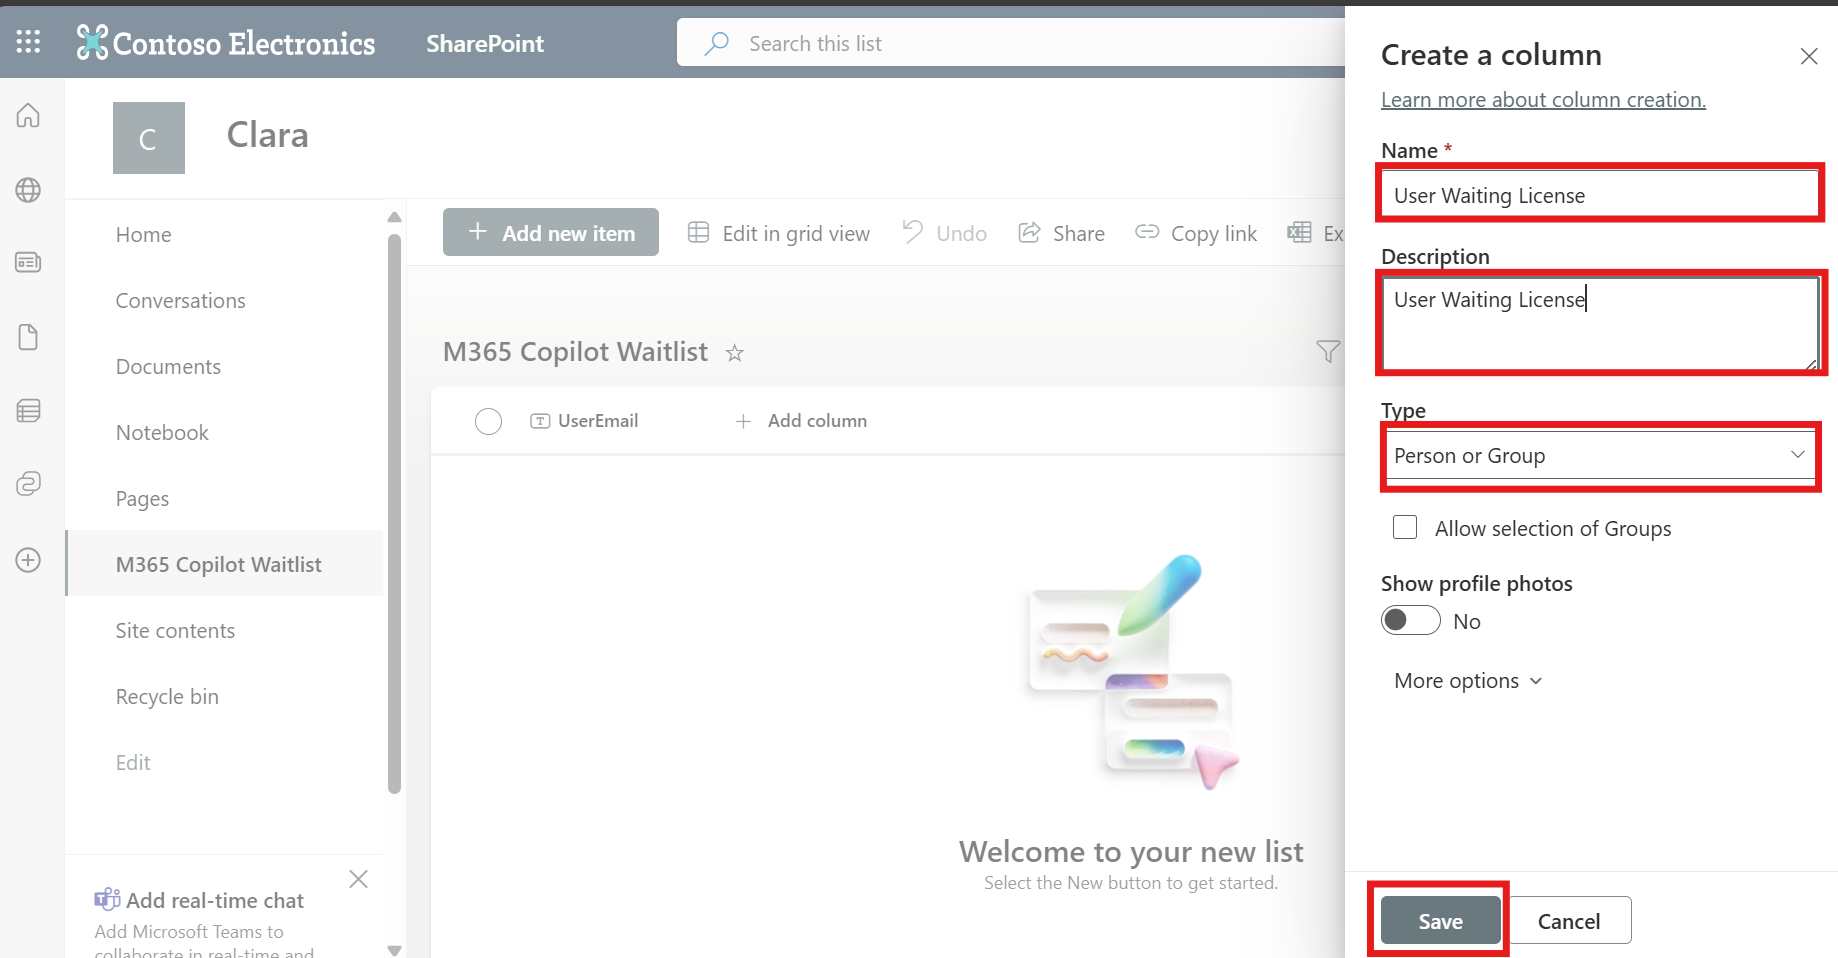 Contoso Electronics
SharePoint
Search this list
C
Clara
Home
Conversations
Documents
Notebook
Pages
M365 Copilot Waitlist
Site contents
Recycle bin
Edit
Add real-time chat
Add Microsoft Teams to
collaborate in real-time and
Add new item
Edit in grid view
Undo
Share
Copy link
Ex
M365 Copilot Waitlist
UserEmail
Add column
Welcome to your new list
Select the New button to get started.
Create a column
Learn more about column creation.
Name *
User Waiting License
Description
User Waiting License
Type
Person or Group
Allow selection of Groups
Show profile photos
No
More options
Save
Cancel